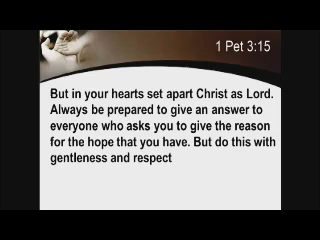 1 Pet 3:15
But in your hearts set apart Christ as Lord.
Always be prepared to give an answer to
everyone who asks you to give the reason
for the hope that you have. But do this with
gentleness and respect